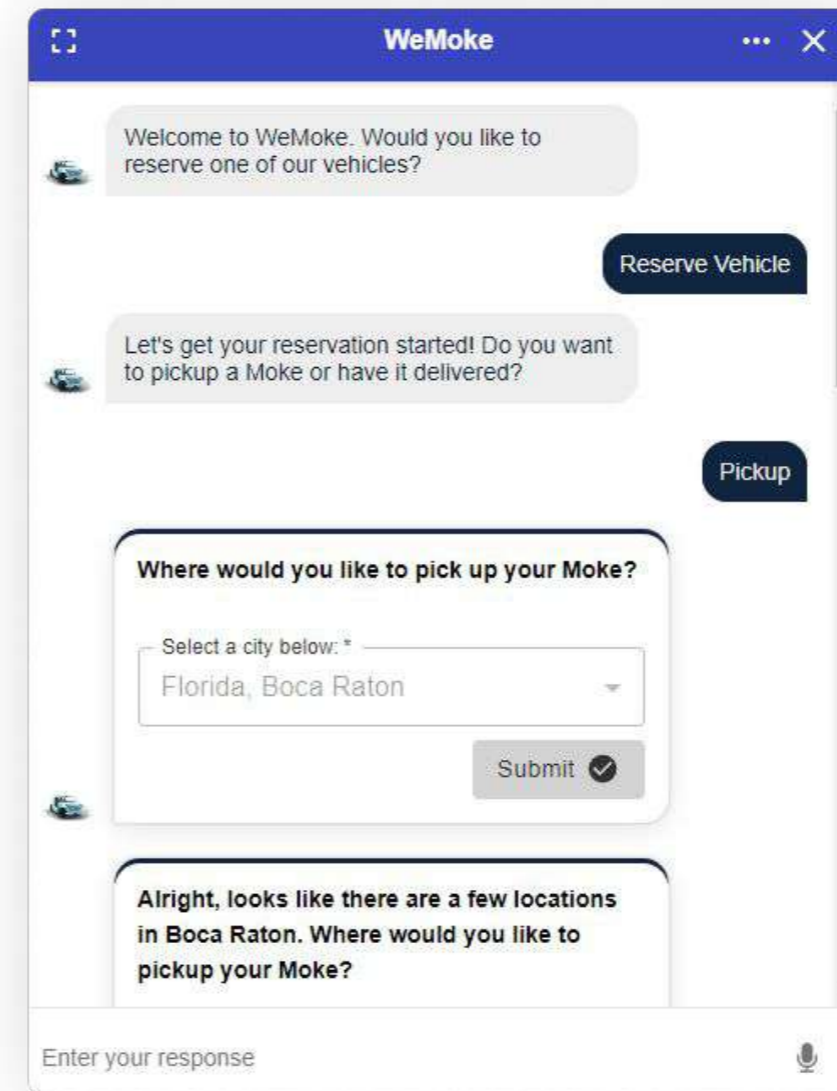 WeMoke
Welcome to WeMoke. Would you like to
reserve one of our vehicles?
Reserve Vehicle
Let's get your reservation started! Do you want
to pickup a Moke or have it delivered?
Pickup
Where would you like to pick up your Moke?
Select a city below: *
Florida, Boca Raton
Submit
Alright, looks like there are a few locations
in Boca Raton. Where would you like to
pickup your Moke?
Enter your response